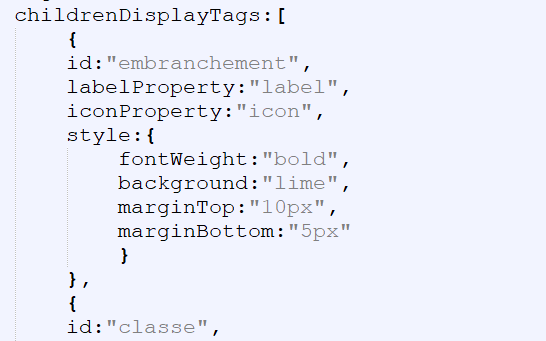 childrenDisplayTags:[
{
id:"embranchement",
labelProperty:"label",
iconProperty:"icon",
style:{
fontWeight:"bold",
background:"lime",
marginTop:"10px",
marginBottom:"5px"
}
},
{
id:"classe",